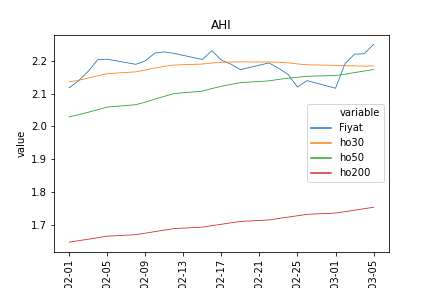 AHI
value
2.2
2.1
2.0
1.9
1.8
1.7
variable
Fiyat
ho30
ho50
ho200
02-01
02-05
02-09
02-13
02-17
02-21
02-25
03-01
03-05